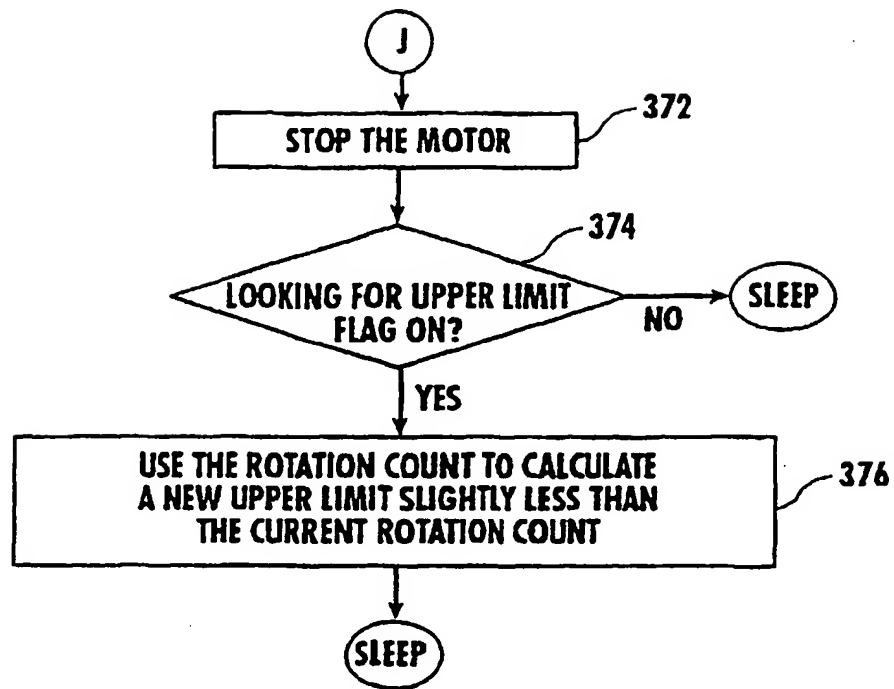 J
STOP THE MOTOR
372
374
LOOKING FOR UPPER LIMIT
FLAG ON?
NO
SLEEP
YES
USE THE ROTATION COUNT TO CALCULATE
A NEW UPPER LIMIT SLIGHTLY LESS THAN
THE CURRENT ROTATION COUNT
376
SLEEP